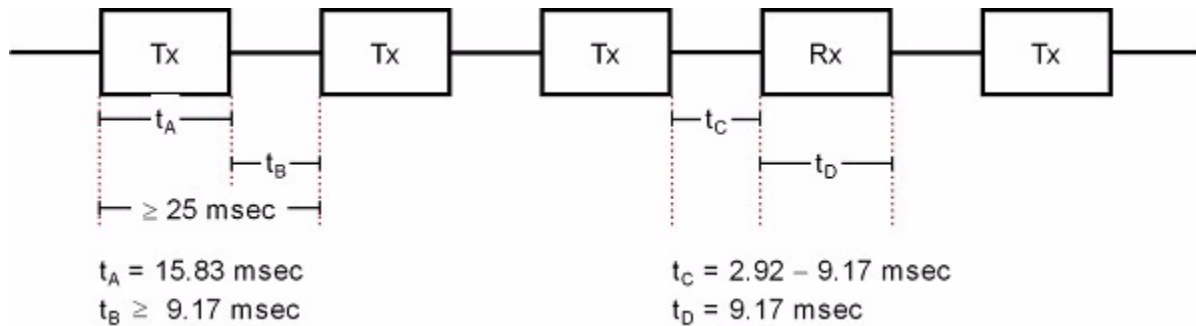 Tx Tx Tx Rx Tx
tA tC
tB tD
≥ 25 msec
tA = 15.83 msec tC = 2.92 – 9.17 msec
tB ≥ 9.17 msec tD = 9.17 msec